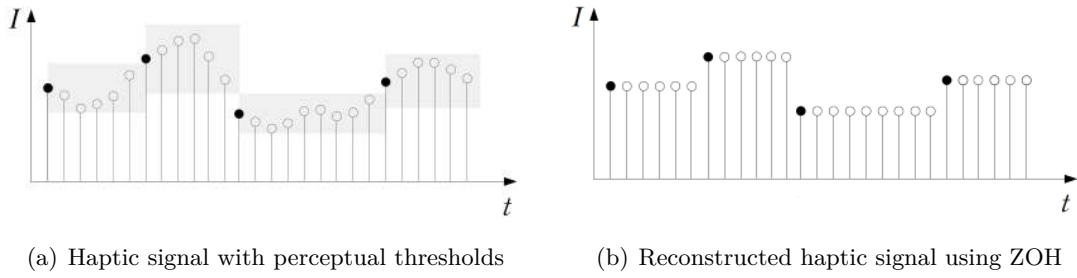 I
t
(a) Haptic signal with perceptual thresholds
I
t
(b) Reconstructed haptic signal using ZOH